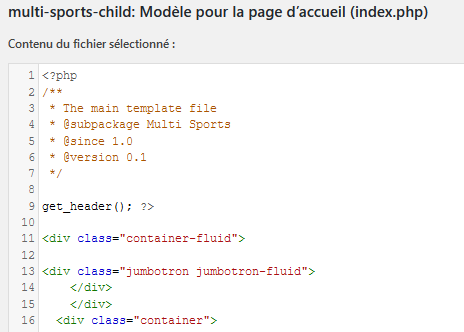 multi-sports-child: Modèle pour la page d’accueil (index.php)
Contenu du fichier sélectionné :
1 <?php
2 /**
3  * The main template file
4  * @subpackage Multi Sports
5  * @since 1.0
6  * @version 0.1
7  */
8
9 get_header(); ?>
10
11 <div class="container-fluid">
12
13 <div class="jumbotron jumbotron-fluid">
14     </div>
15     </div>
16   <div class="container">